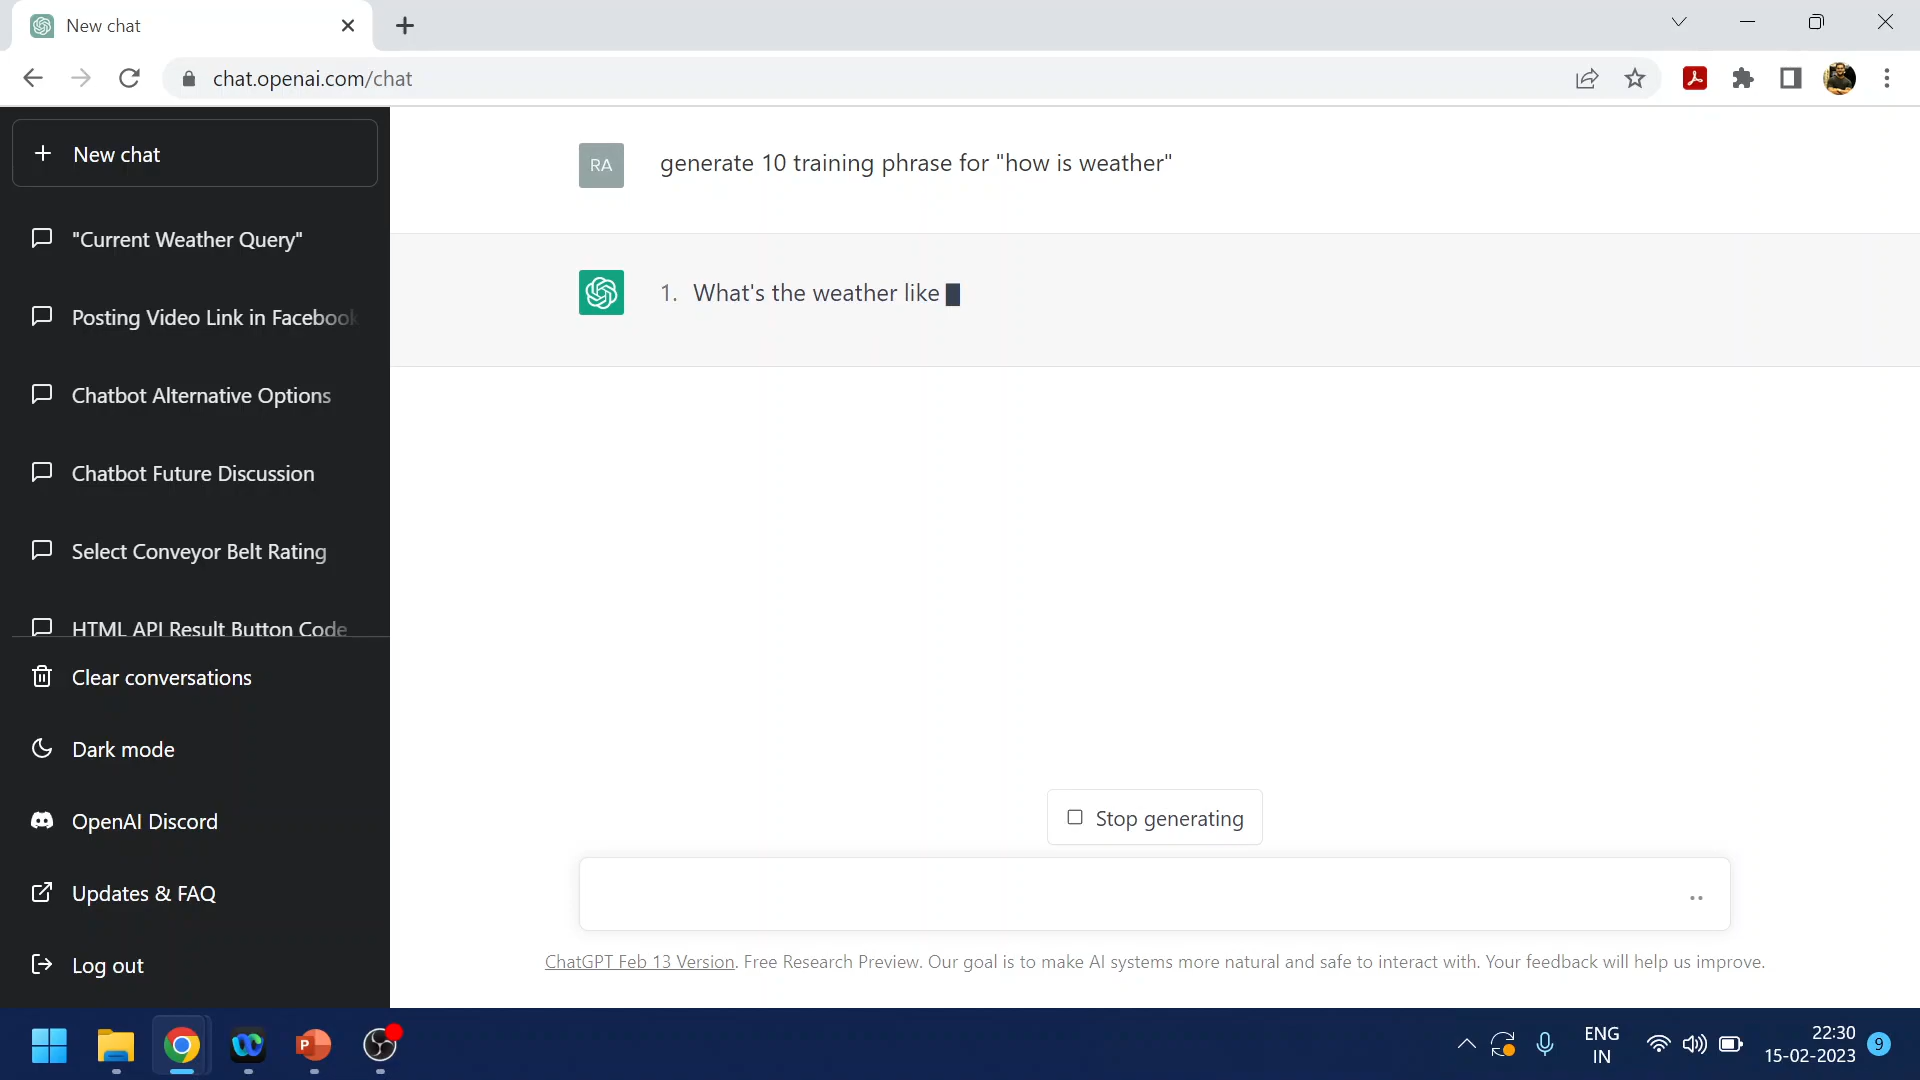 New chat
chat.openai.com/chat
New chat
"Current Weather Query"
Posting Video Link in Facebook
Chatbot Alternative Options
Chatbot Future Discussion
Select Conveyor Belt Rating
HTML API Result Button Code
Clear conversations
Dark mode
OpenAI Discord
Updates & FAQ
Log out
RA
generate 10 training phrase for "how is weather"
1. What's the weather like
Stop generating
ChatGPT Feb 13 Version. Free Research Preview. Our goal is to make AI systems more natural and safe to interact with. Your feedback will help us improve.
P
ENG
IN
22:30
15-02-2023
9